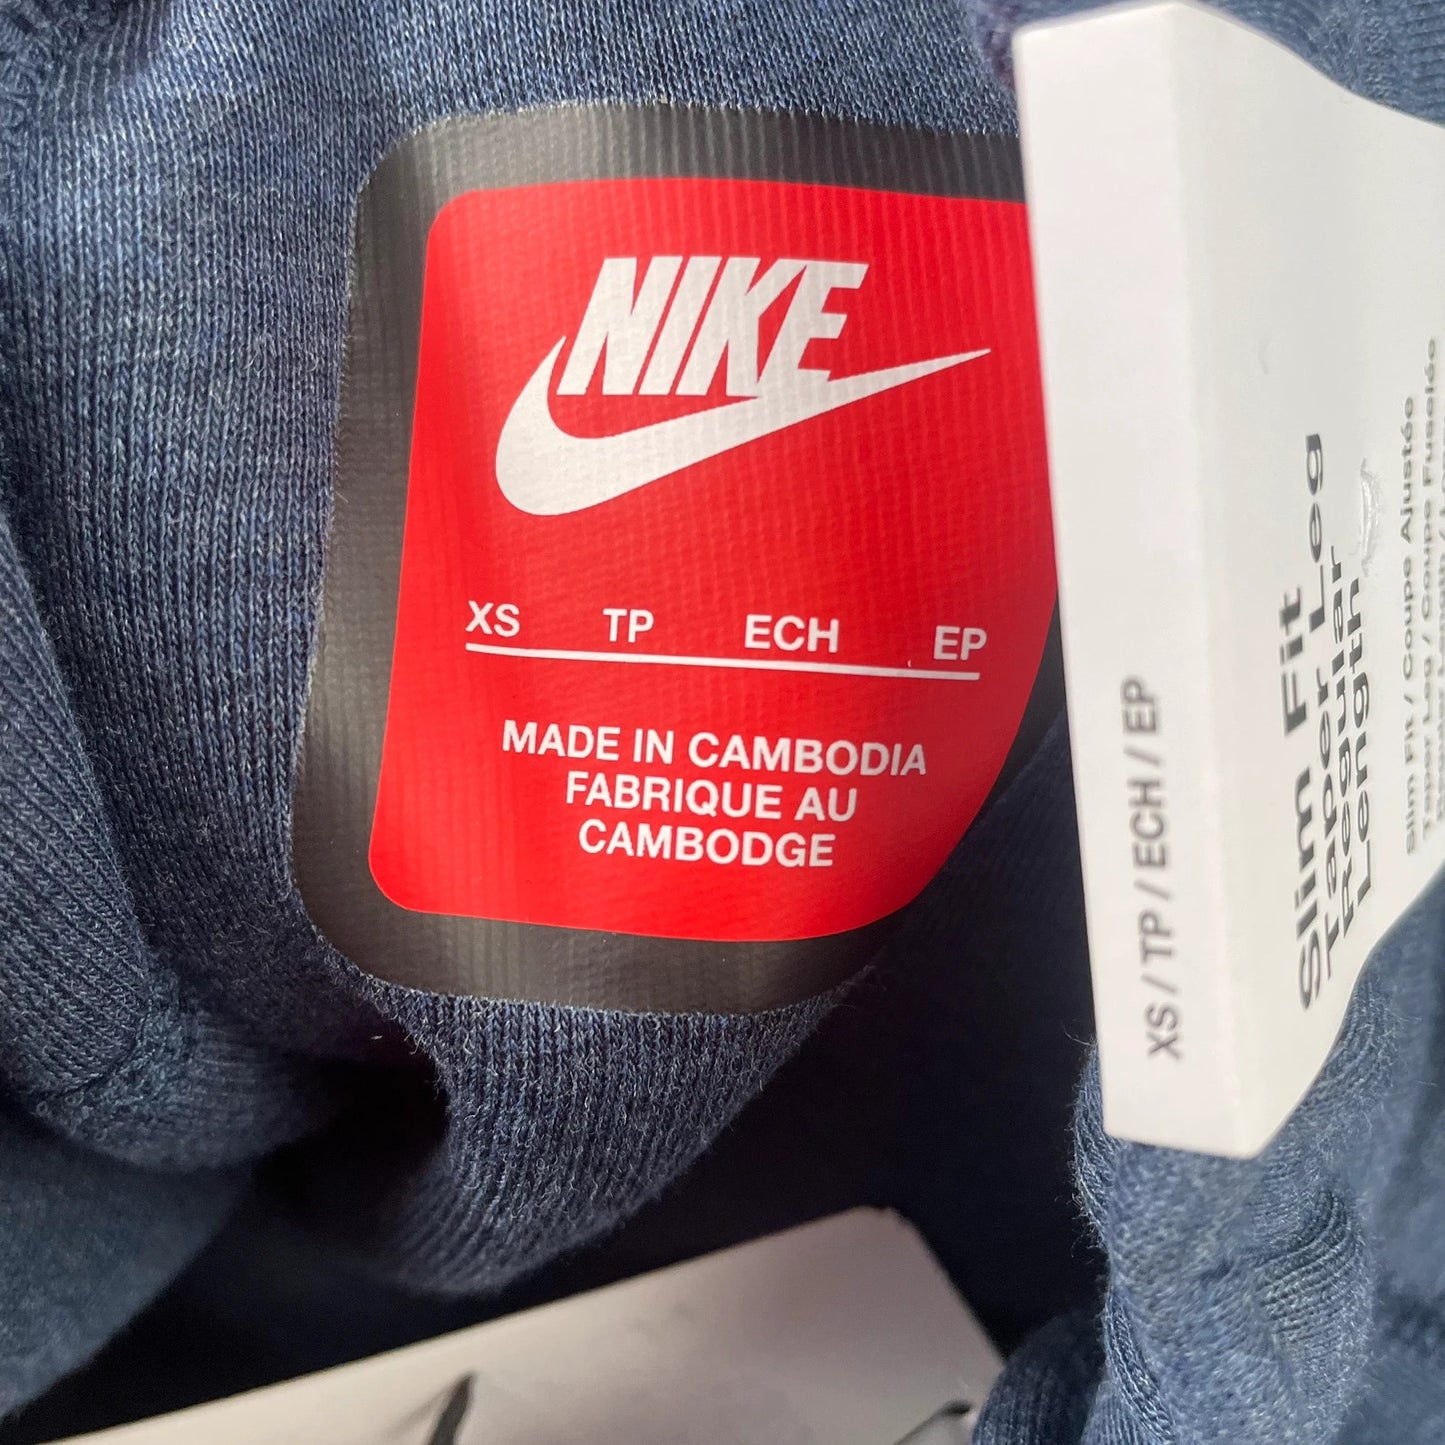 NIKE
XS TP ECH EP
MADE IN CAMBODIA
FABRIQUE AU
CAMBODGE
XS / TP / ECH / EP
Slim Fit
Taper Leg
Regular
Length
Slim Fit / Coupe Ajustée
Taper Leg / Coupe Fuselée